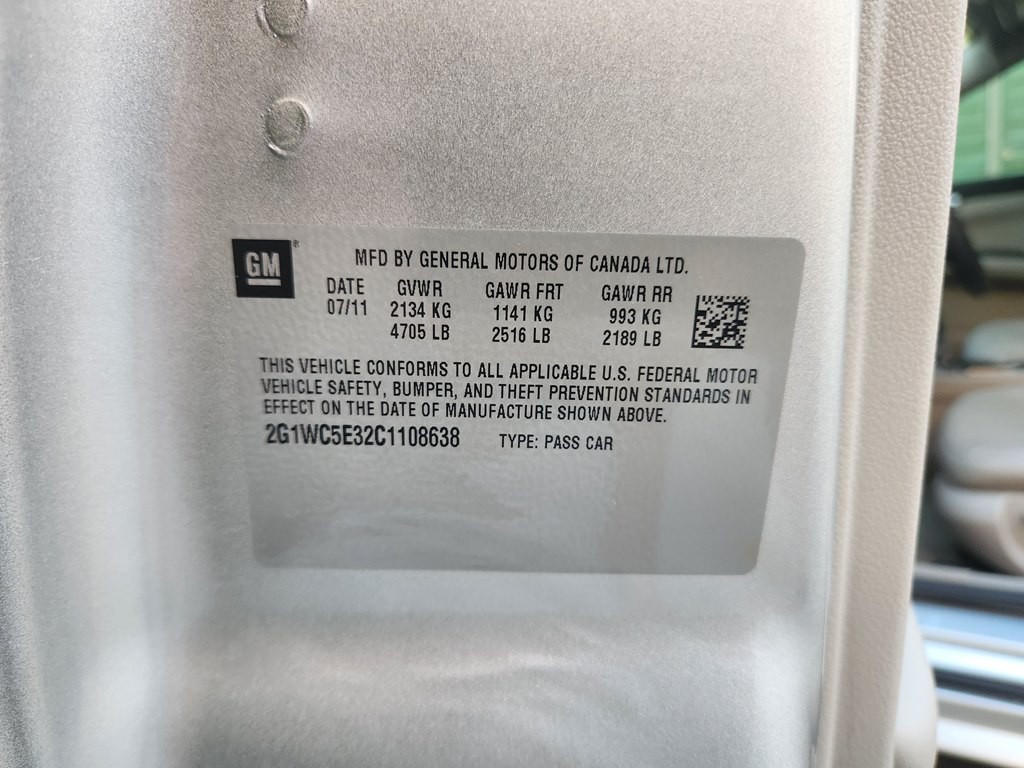 GM®
MFD BY GENERAL MOTORS OF CANADA LTD.
DATE GVWR GAWR FRT GAWR RR
07/11 2134 KG 1141 KG 993 KG
4705 LB 2516 LB 2189 LB
THIS VEHICLE CONFORMS TO ALL APPLICABLE U.S. FEDERAL MOTOR
VEHICLE SAFETY, BUMPER, AND THEFT PREVENTION STANDARDS IN
EFFECT ON THE DATE OF MANUFACTURE SHOWN ABOVE.
2G1WC5E32C1108638 TYPE: PASS CAR